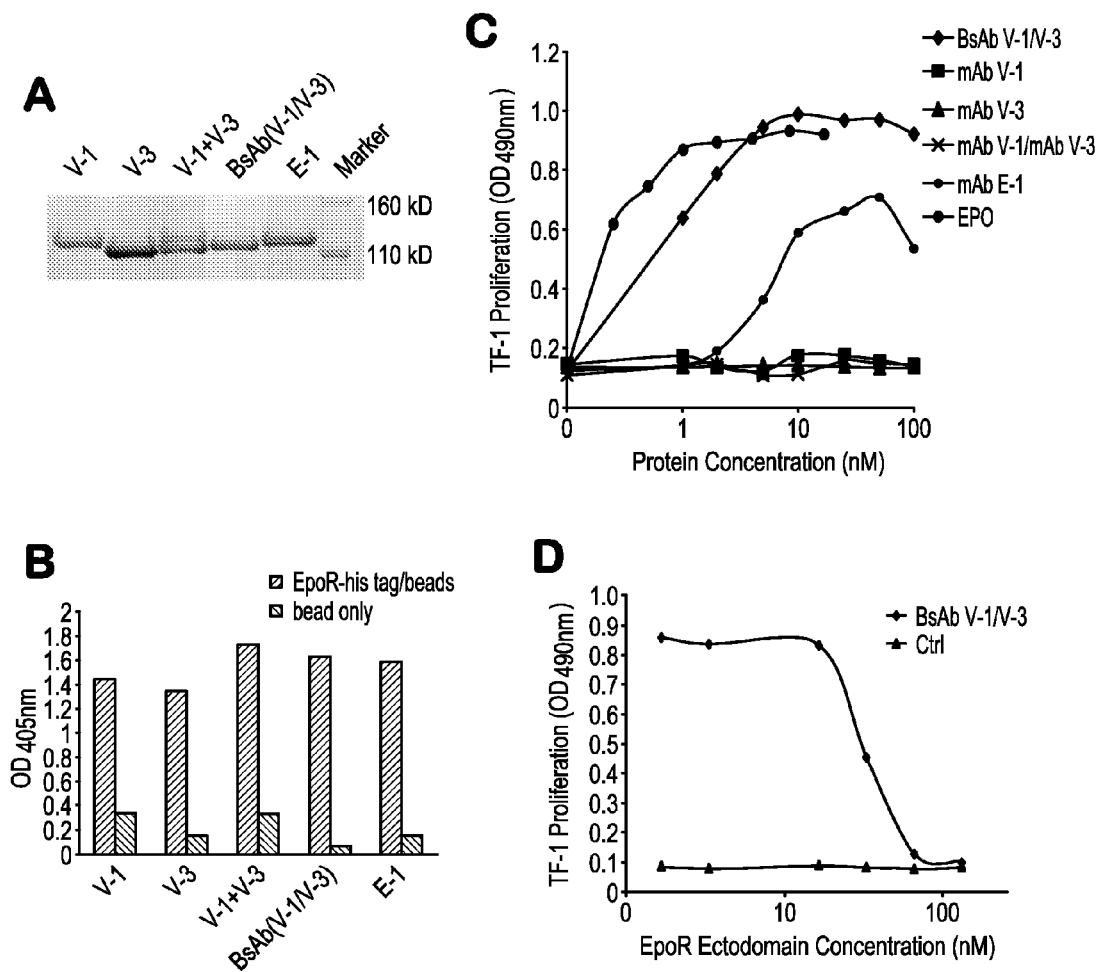 A
V-1
V-3
V-1+V-3
BsAb(V-1/V-3)
E-1
Marker
160 kD
110 kD
C
BsAb V-1/V-3
mAb V-1
mAb V-3
mAb V-1/mAb V-3
mAb E-1
EPO
TF-1 Proliferation (OD490nm)
1.2
1.0
0.8
0.6
0.4
0.2
0
0
1
10
100
Protein Concentration (nM)
B
EpoR-his tag/beads
bead only
OD405nm
2
1.8
1.6
1.4
1.2
1
0.8
0.6
0.4
0.2
0
V-1
V-3
V-1+V-3
BsAb(V-1/V-3)
E-1
D
BsAb V-1/V-3
Ctrl
TF-1 Proliferation (OD490nm)
1.0
0.9
0.8
0.7
0.6
0.5
0.4
0.3
0.2
0.1
0
0
10
100
EpoR Ectodomain Concentration (nM)